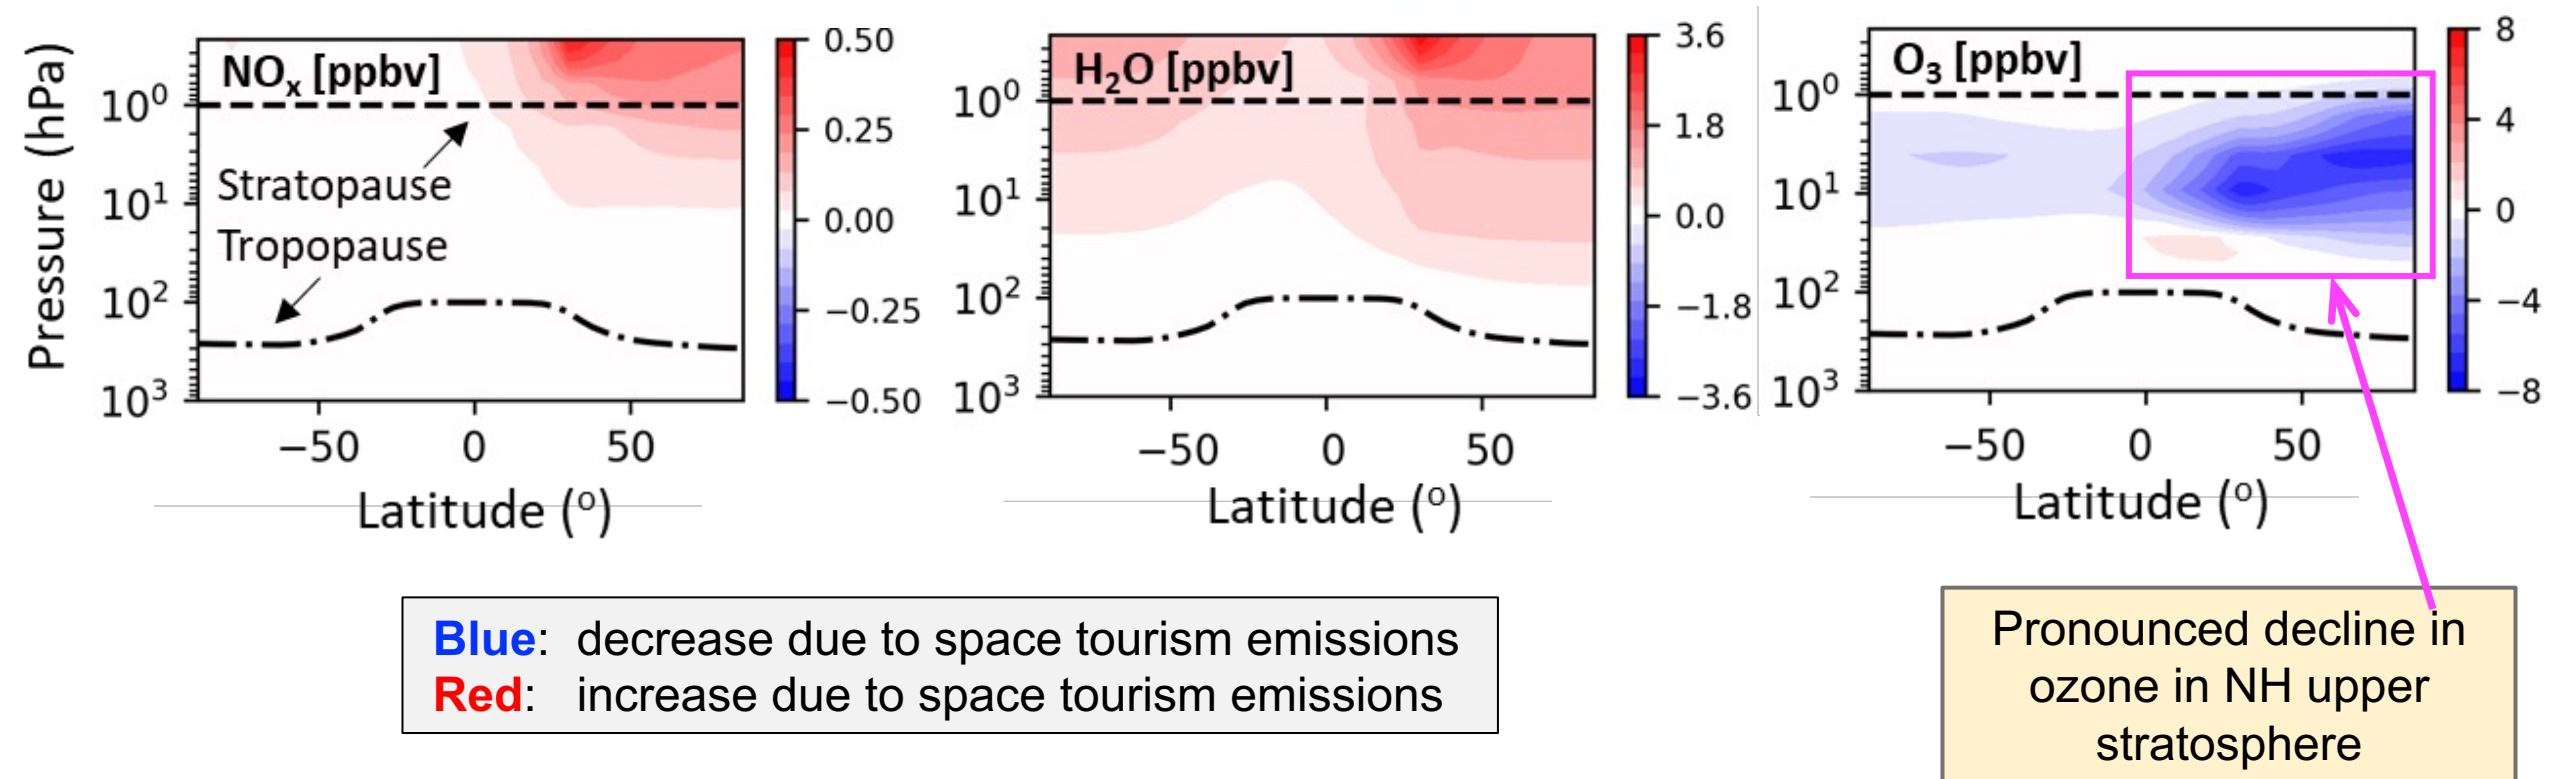 Pressure (hPa)
NOx [ppbv]
10⁰
10¹
10²
10³
Stratopause
Tropopause
−50 0 50
Latitude (º)
0.50
0.25
0.00
−0.25
−0.50
H₂O [ppbv]
10⁰
10¹
10²
10³
−50 0 50
Latitude (º)
3.6
1.8
0.0
−1.8
−3.6
O₃ [ppbv]
10⁰
10¹
10²
10³
−50 0 50
Latitude (º)
8
4
0
−4
−8
Blue: decrease due to space tourism emissions
Red: increase due to space tourism emissions
Pronounced decline in
ozone in NH upper
stratosphere